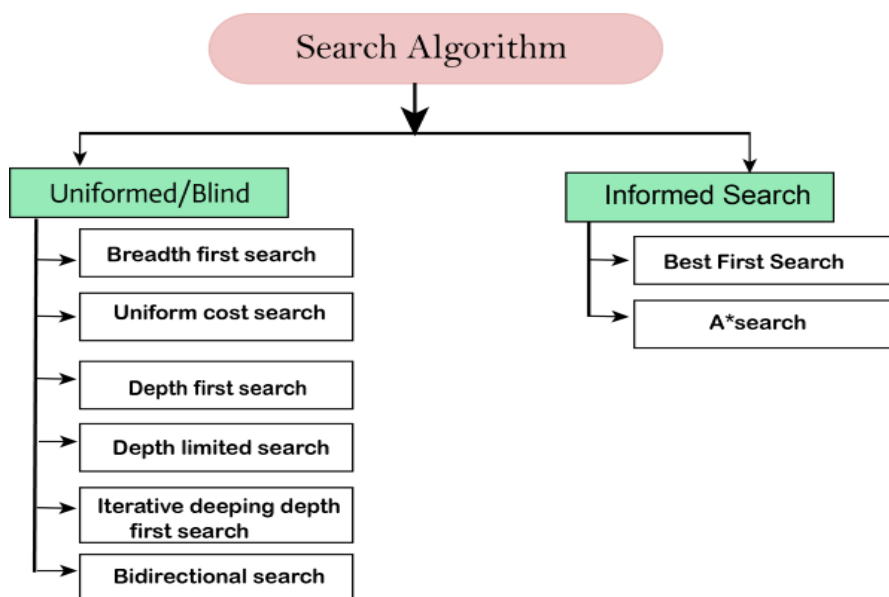 Search Algorithm
Uniformed/Blind
Breadth first search
Uniform cost search
Depth first search
Depth limited search
Iterative deeping depth
first search
Bidirectional search
Informed Search
Best First Search
A*search